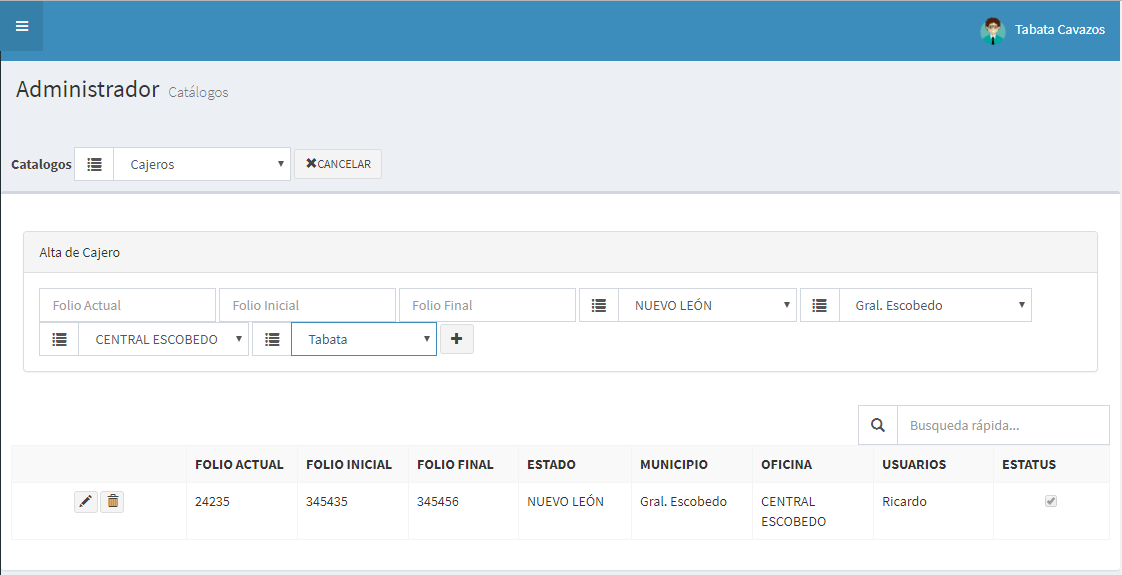 Tabata Cavazos
Administrador Catálogos
Catalogos Cajeros CANCELAR
Alta de Cajero
Folio Actual Folio Inicial Folio Final NUEVO LEÓN Gral. Escobedo
CENTRAL ESCOBEDO Tabata
Busqueda rápida...
FOLIO ACTUAL FOLIO INICIAL FOLIO FINAL ESTADO MUNICIPIO OFICINA USUARIOS ESTATUS
24235 345435 345456 NUEVO LEÓN Gral. Escobedo CENTRAL Ricardo
ESCOBEDO